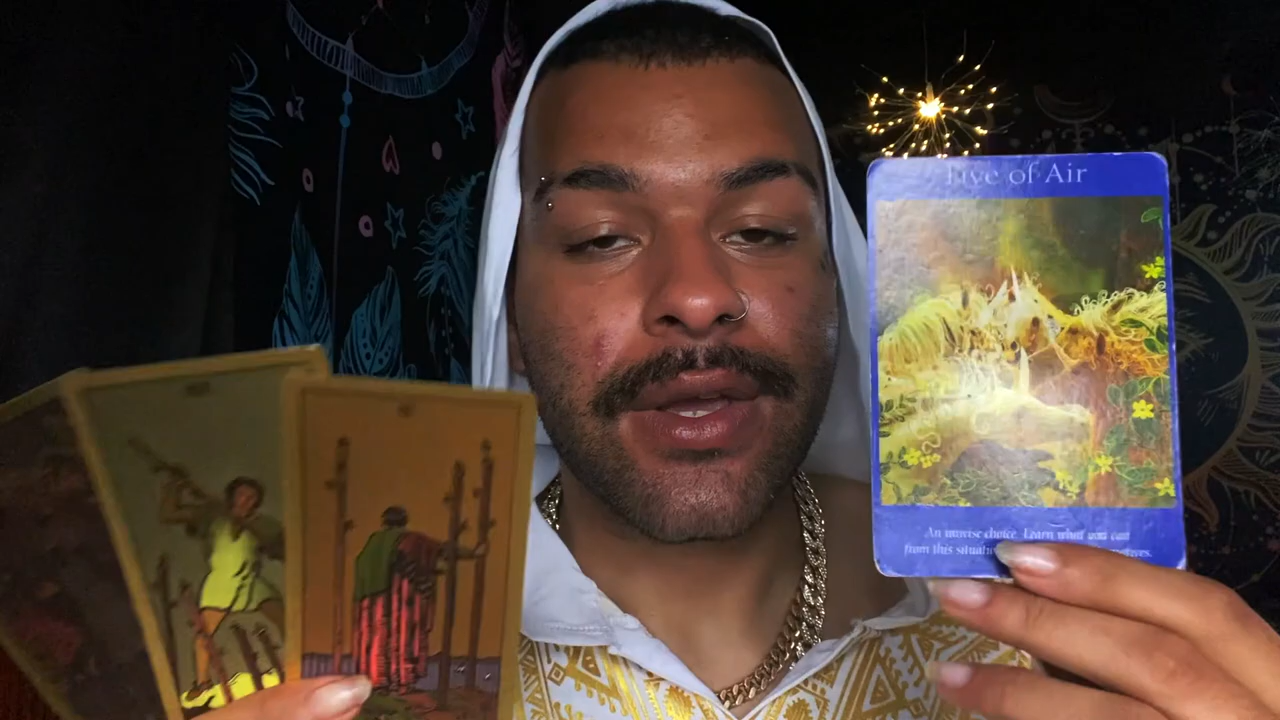 Five of Air
An unwise choice. Learn what you can
from this situation